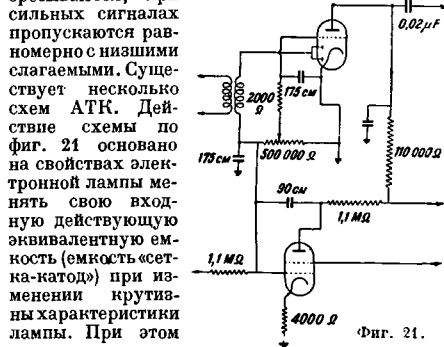 сильных сигналах
пропускаются рав-
номерно с низшими
слагаемыми. Суще-
ствует несколько
схем АТК. Дей-
ствие схемы по
фиг. 21 основано
на свойствах элек-
тронной лампы ме-
нять свою вход-
ную действующую
эквивалентную ем-
кость (емкость «сет-
ка-катод») при из-
менении крутиз-
ны характеристики
лампы. При этом
0,02μF
2000 Ω
175 см
175 см
500 000 Ω
110 000 Ω
90 см
1,1 MΩ
1,1 MΩ
4000 Ω
Фиг. 21.